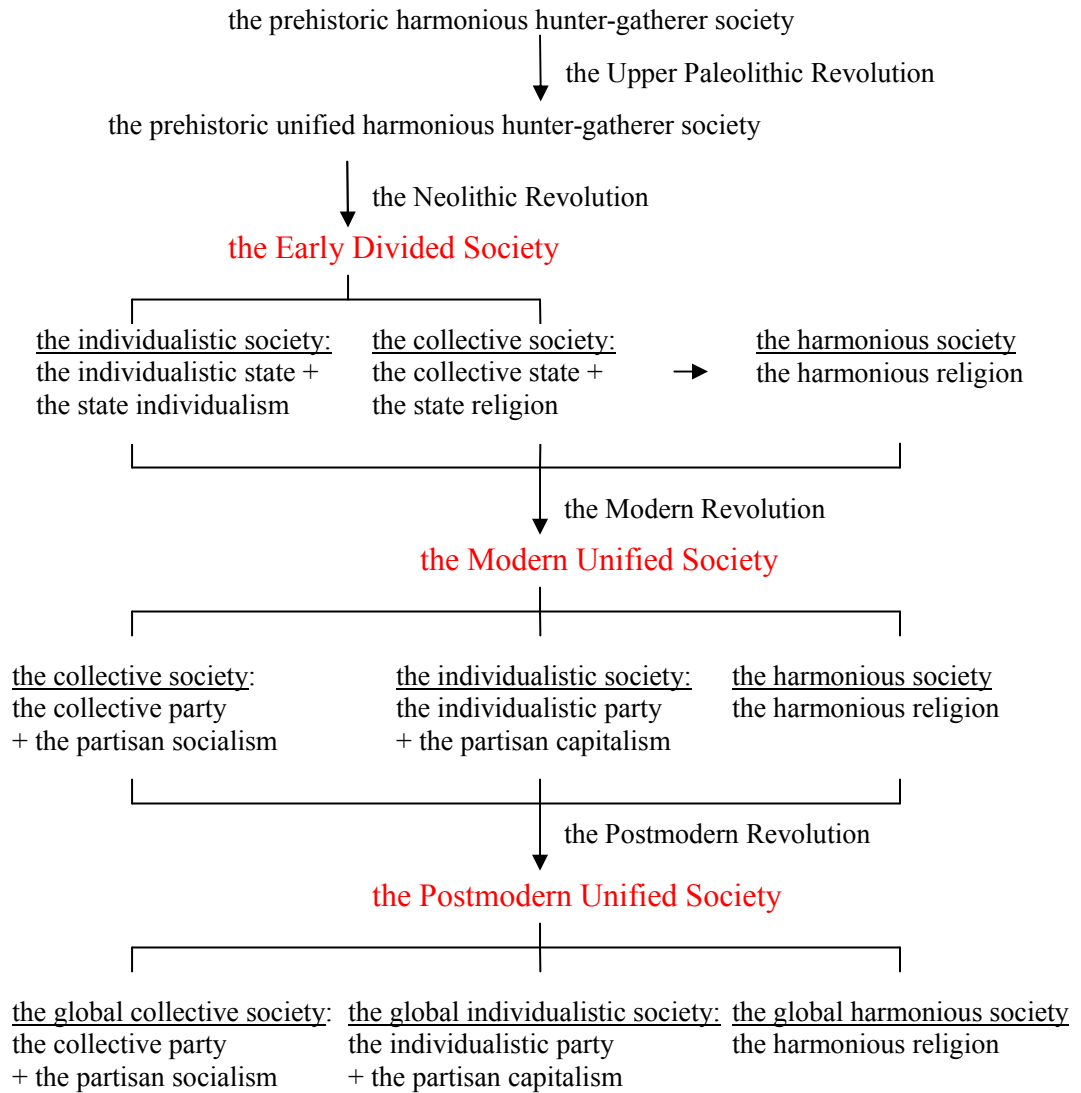 the prehistoric harmonious hunter-gatherer society
the Upper Paleolithic Revolution
the prehistoric unified harmonious hunter-gatherer society
the Neolithic Revolution
the Early Divided Society
the individualistic society:
the individualistic state +
the state individualism
the collective society:
the collective state +
the state religion
the harmonious society
the harmonious religion
the Modern Revolution
the Modern Unified Society
the collective society:
the collective party
+ the partisan socialism
the individualistic society:
the individualistic party
+ the partisan capitalism
the harmonious society
the harmonious religion
the Postmodern Revolution
the Postmodern Unified Society
the global collective society:
the collective party
+ the partisan socialism
the global individualistic society:
the individualistic party
+ the partisan capitalism
the global harmonious society
the harmonious religion